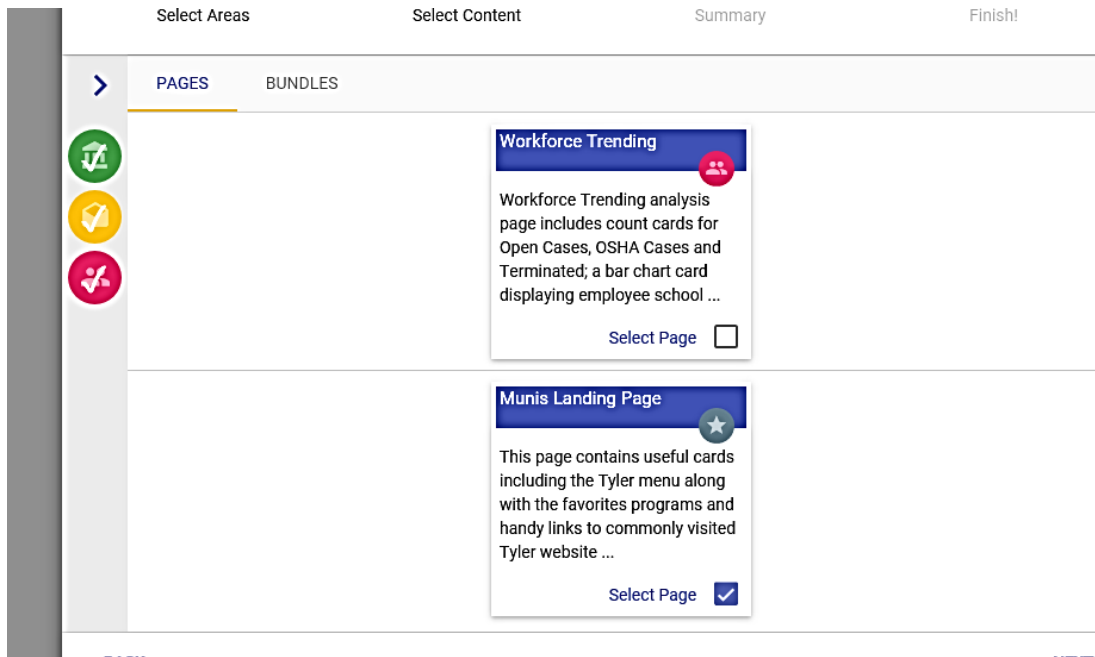 Select Areas Select Content Summary Finish!
PAGES BUNDLES
Workforce Trending
Workforce Trending analysis
page includes count cards for
Open Cases, OSHA Cases and
Terminated; a bar chart card
displaying employee school ...
Select Page
Munis Landing Page
This page contains useful cards
including the Tyler menu along
with the favorites programs and
handy links to commonly visited
Tyler website ...
Select Page